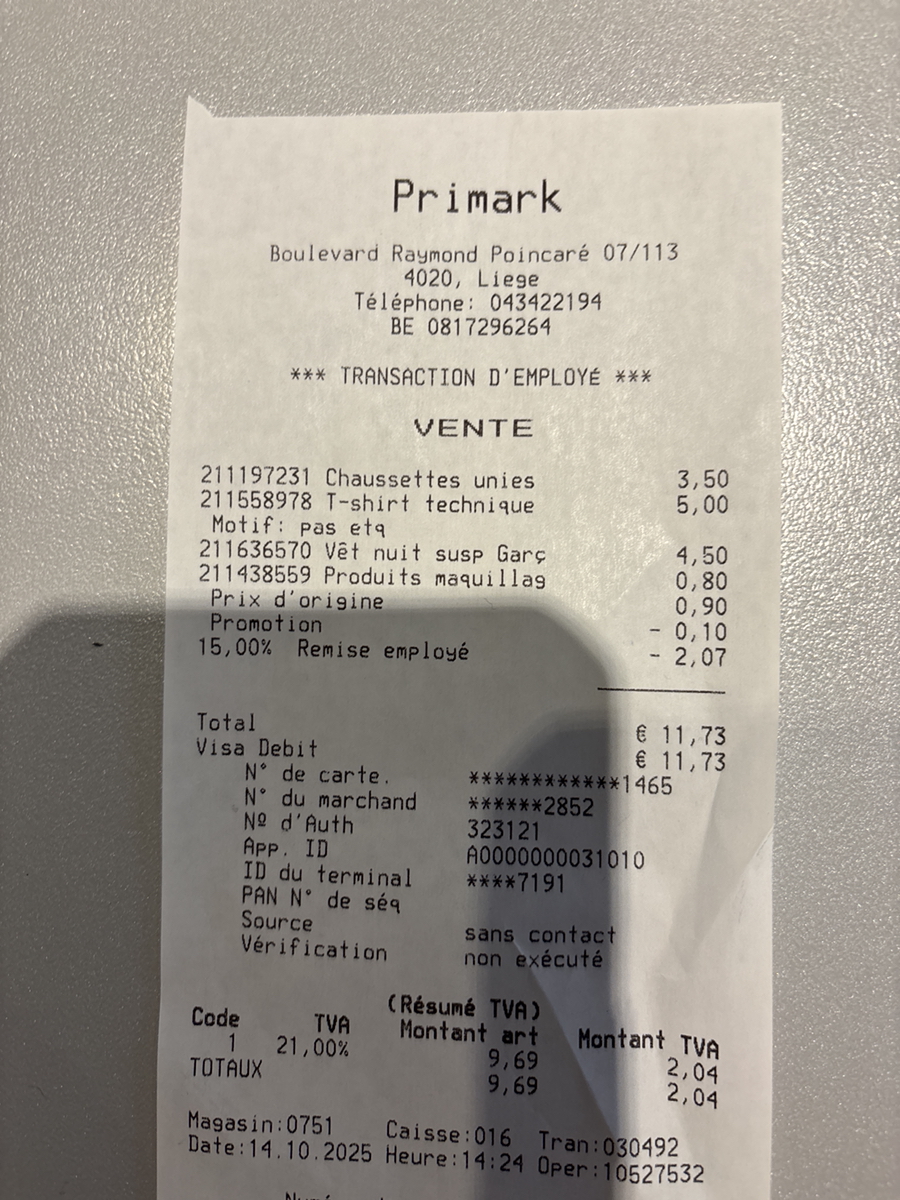 Primark
Boulevard Raymond Poincaré 07/113
4020, Liege
Téléphone: 043422194
BE 0817296264
*** TRANSACTION D'EMPLOYÉ ***
VENTE
211197231 Chaussettes unies 3,50
211558978 T-shirt technique 5,00
Motif: pas etq
211636570 Vêt nuit susp Garç 4,50
211438559 Produits maquillag 0,80
Prix d'origine 0,90
Promotion - 0,10
15,00% Remise employé - 2,07
Total € 11,73
Visa Debit € 11,73
N° de carte. ************1465
N° du marchand ******2852
Nº d'Auth 323121
App. ID A0000000031010
ID du terminal ****7191
PAN N° de séq
Source sans contact
Vérification non exécuté
(Résumé TVA)
Code TVA Montant art Montant TVA
1 21,00% 9,69 2,04
TOTAUX 9,69 2,04
Magasin:0751 Caisse:016 Tran:030492
Date:14.10.2025 Heure:14:24 Oper:10527532